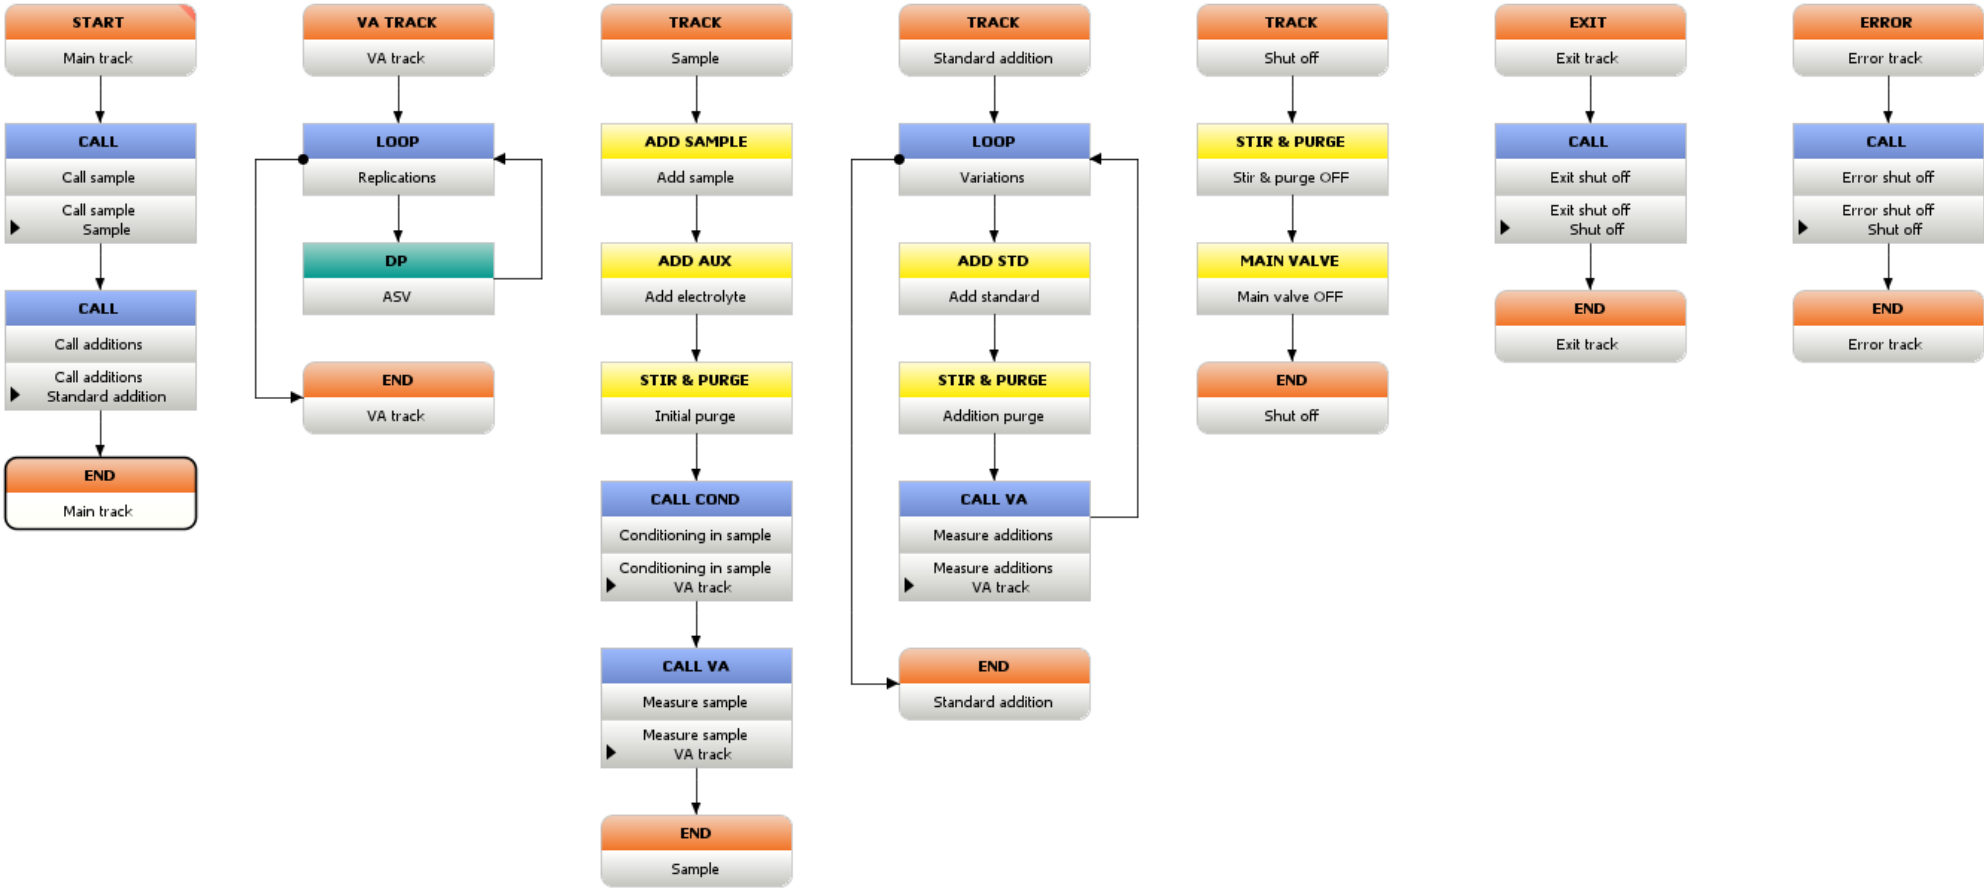 START
Main track
CALL
Call sample
Call sample
Sample
CALL
Call additions
Call additions
Standard addition
END
Main track
VA TRACK
VA track
LOOP
Replications
DP
ASV
END
VA track
TRACK
Sample
ADD SAMPLE
Add sample
ADD AUX
Add electrolyte
STIR & PURGE
Initial purge
CALL COND
Conditioning in sample
Conditioning in sample
VA track
CALL VA
Measure sample
Measure sample
VA track
END
Sample
TRACK
Standard addition
LOOP
Variations
ADD STD
Add standard
STIR & PURGE
Addition purge
CALL VA
Measure additions
Measure additions
VA track
END
Standard addition
TRACK
Shut off
STIR & PURGE
Stir & purge OFF
MAIN VALVE
Main valve OFF
END
Shut off
EXIT
Exit track
CALL
Exit shut off
Exit shut off
Shut off
END
Exit track
ERROR
Error track
CALL
Error shut off
Error shut off
Shut off
END
Error track